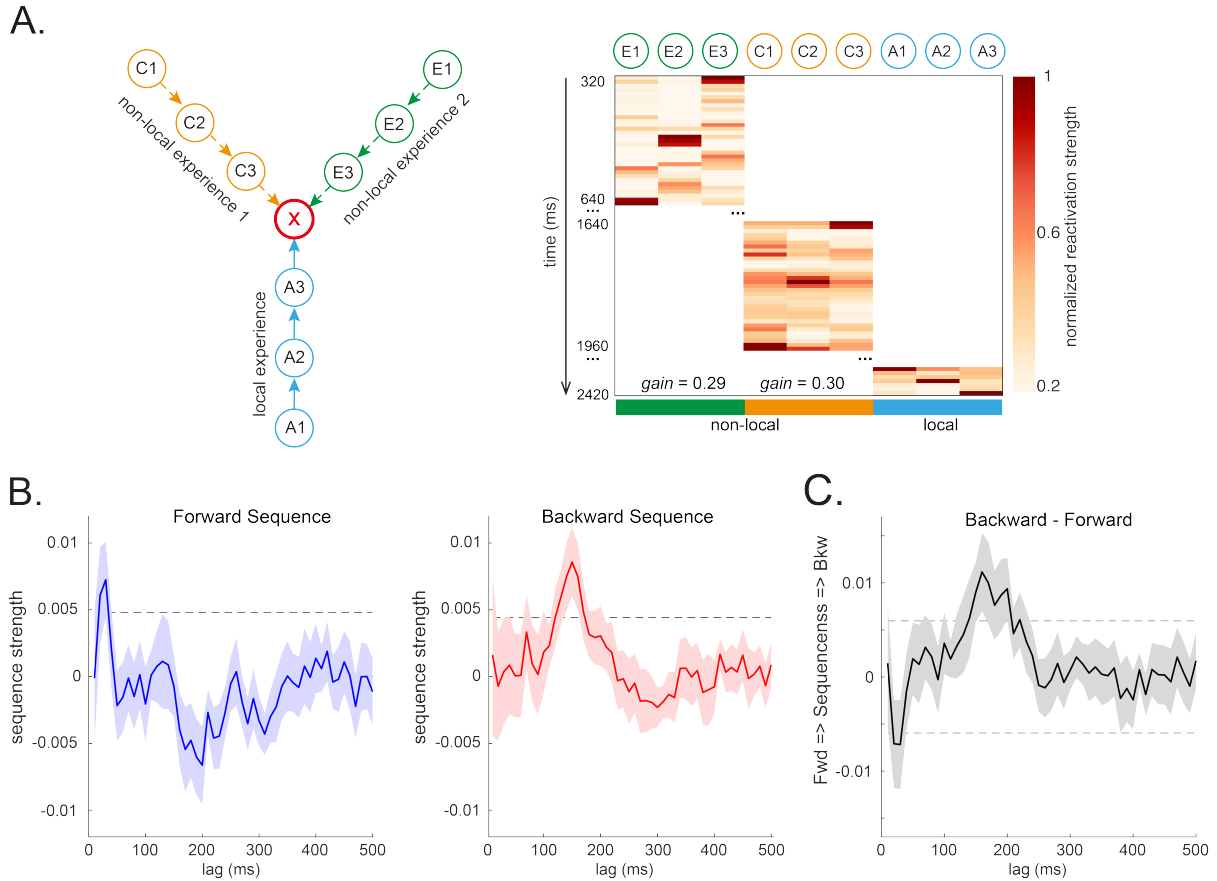 A.
C1
C2
C3
E1
E2
E3
non-local experience 1
non-local experience 2
X
A3
A2
A1
local experience
E1 E2 E3 C1 C2 C3 A1 A2 A3
320
640
...
...
1640
1960
...
...
2420
time (ms)
gain = 0.29
gain = 0.30
non-local
local
1
0.6
0.2
normalized reactivation strength
B.
Forward Sequence
0.01
0.005
0
-0.005
-0.01
sequence strength
0 100 200 300 400 500
lag (ms)
Backward Sequence
0.01
0.005
0
-0.005
-0.01
sequence strength
0 100 200 300 400 500
lag (ms)
C.
Backward - Forward
0.01
0
-0.01
Fwd => Sequencenss => Bkw
0 100 200 300 400 500
lag (ms)